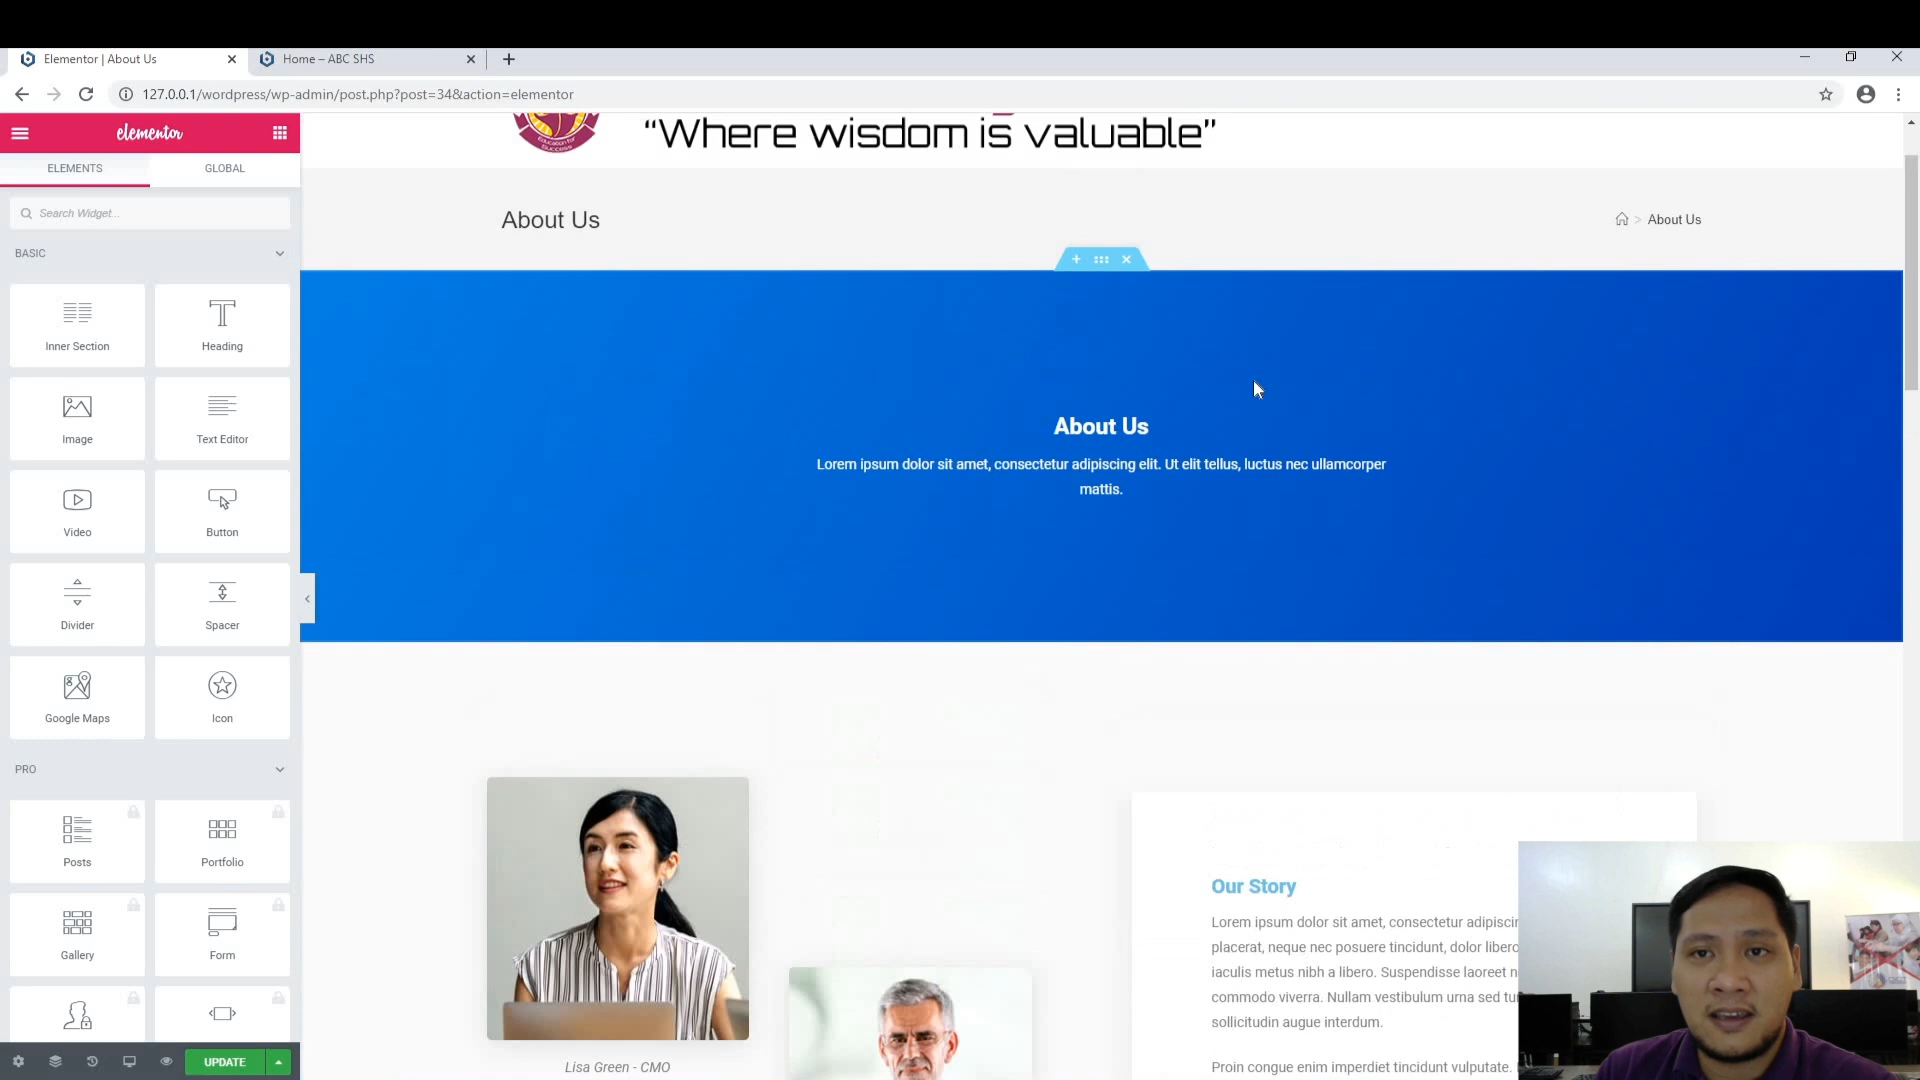 Elementor | About Us
Home – ABC SHS
127.0.0.1/wordpress/wp-admin/post.php?post=34&action=elementor
elementor
ELEMENTS
GLOBAL
Search Widget...
BASIC
Inner Section
Heading
Image
Text Editor
Video
Button
Divider
Spacer
Google Maps
Icon
PRO
Posts
Portfolio
Gallery
Form
UPDATE
Education for
Success
“Where wisdom is valuable”
About Us
> About Us
About Us
Lorem ipsum dolor sit amet, consectetur adipiscing elit. Ut elit tellus, luctus nec ullamcorper
mattis.
Lisa Green - CMO
Our Story
Lorem ipsum dolor sit amet, consectetur adipiscin
placerat, neque nec posuere tincidunt, dolor libero
iaculis metus nibh a libero. Suspendisse laoreet n
commodo viverra. Nullam vestibulum urna sed tu
sollicitudin augue interdum.
Proin congue enim imperdiet tincidunt vulputate.